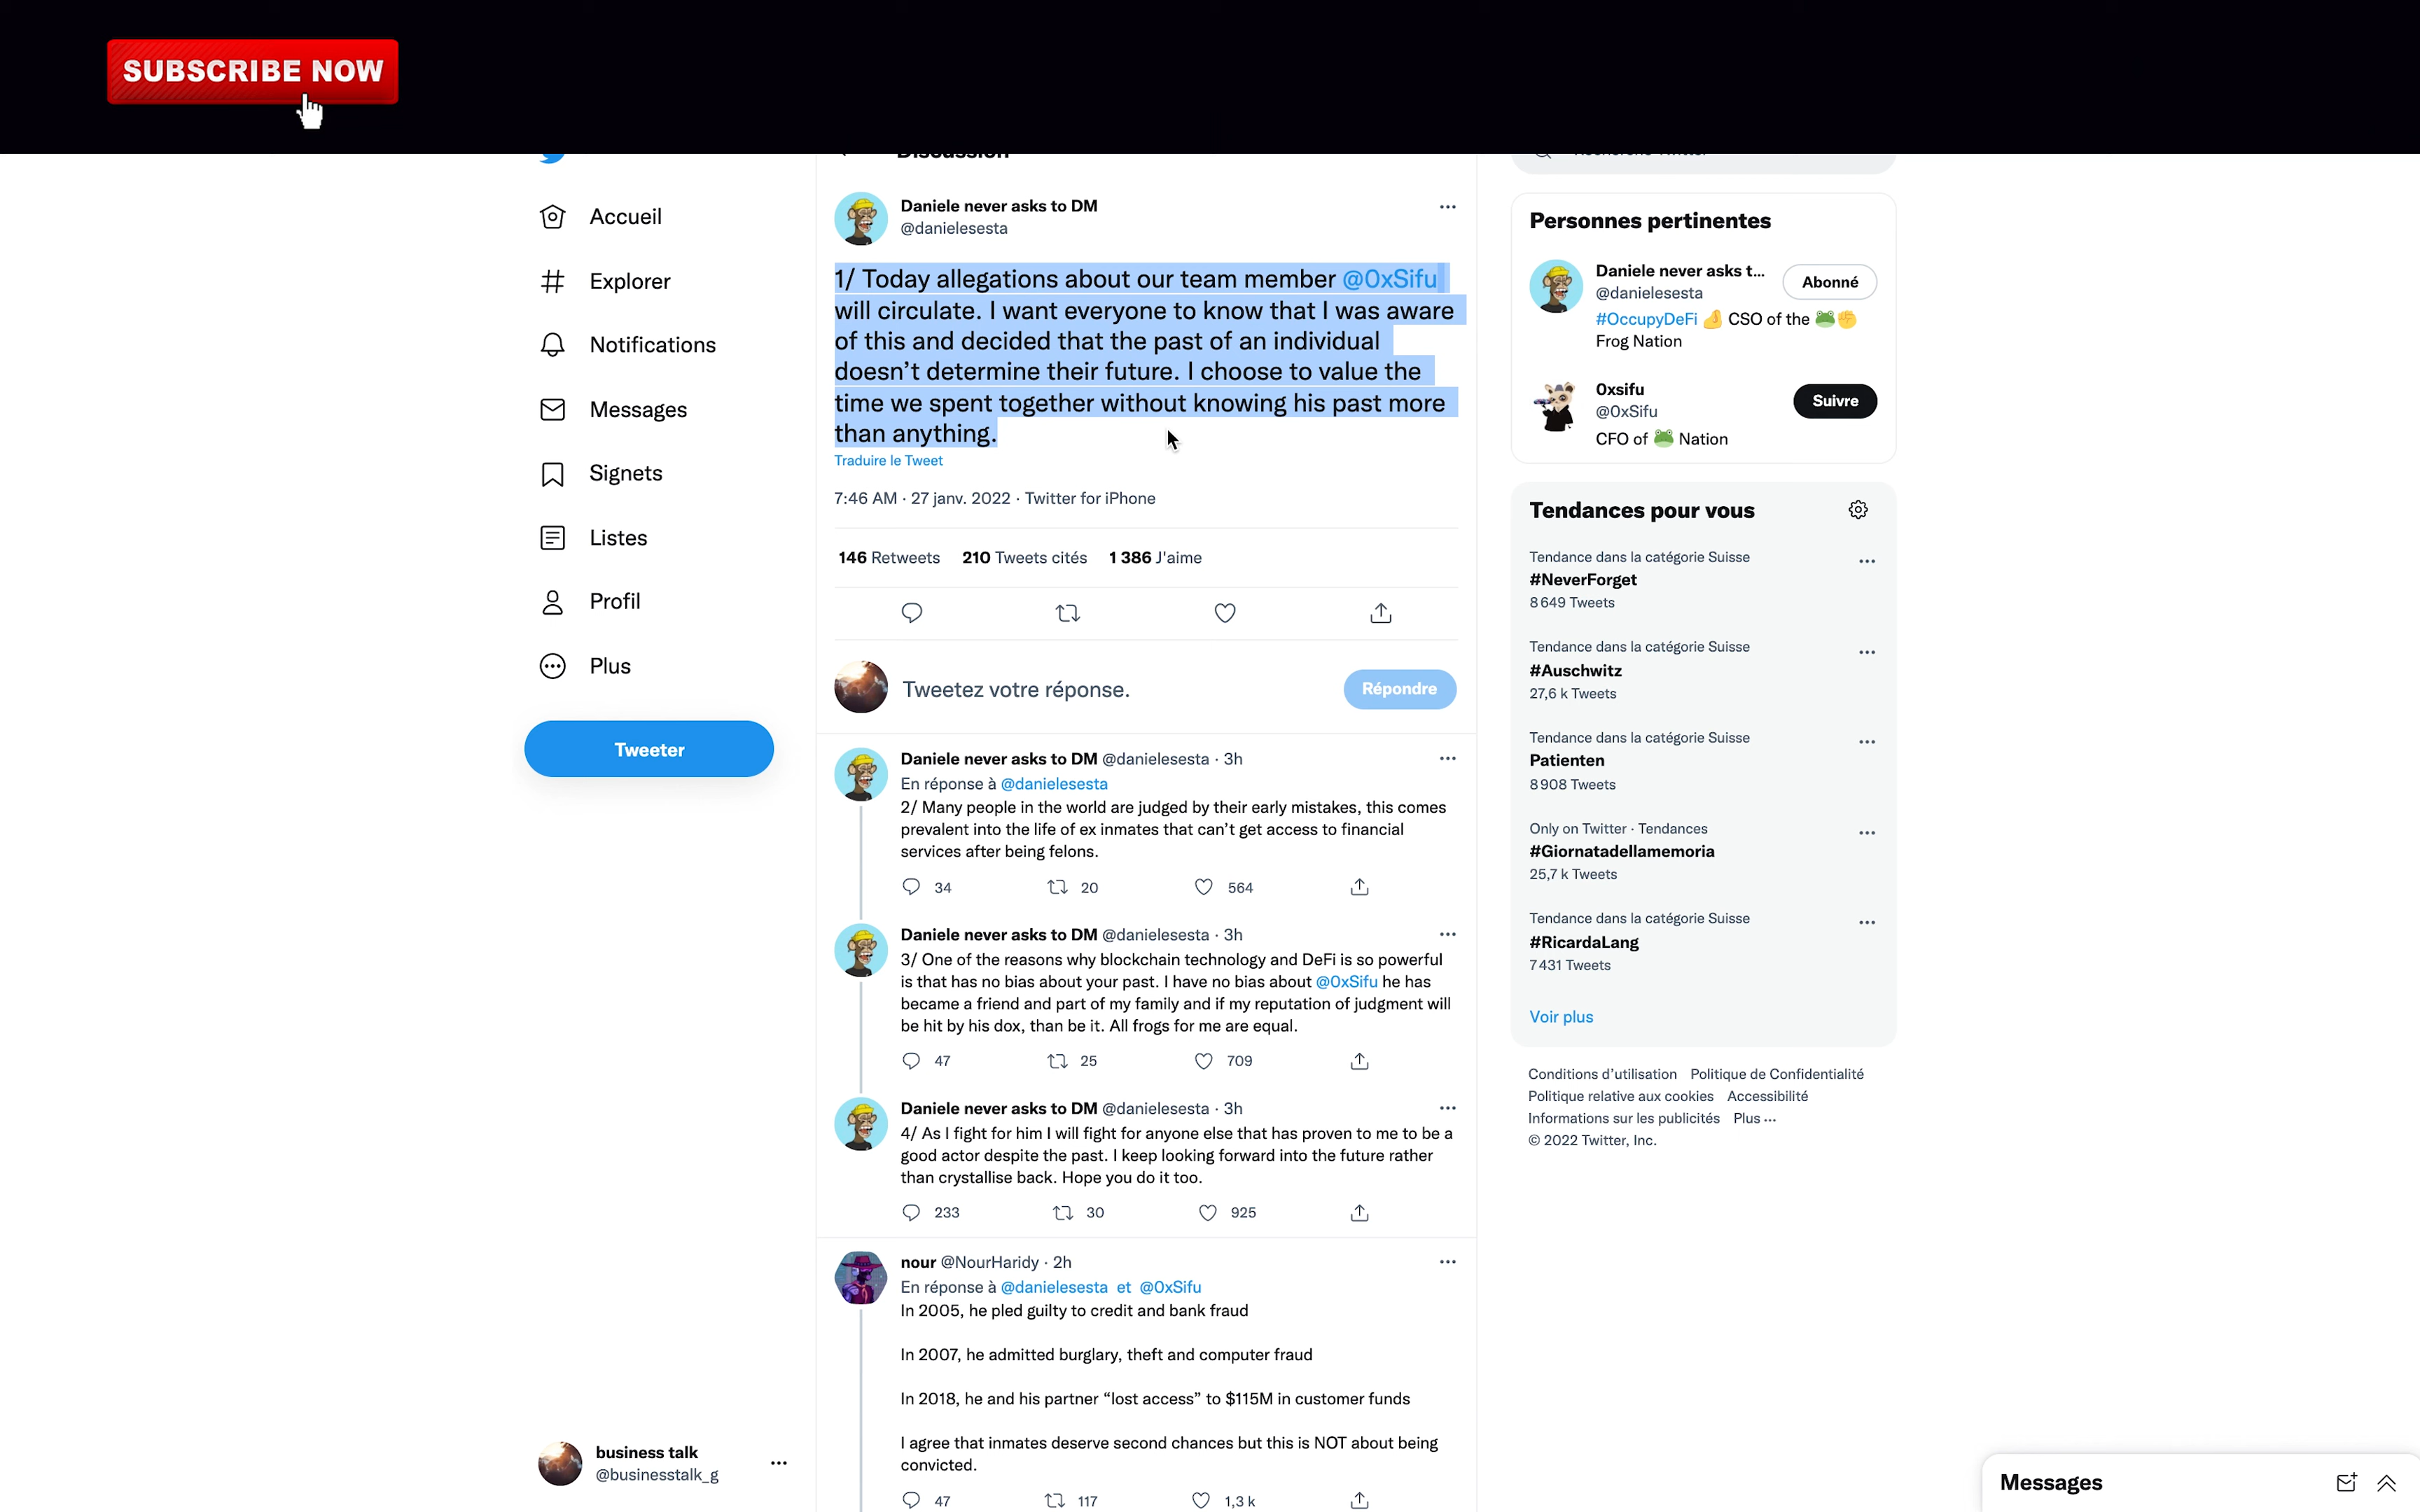 SUBSCRIBE NOW
Accueil
Explorer
Notifications
Messages
Signets
Listes
Profil
Plus
Tweeter
business talk
@businesstalk_g
Discussion
Daniele never asks to DM
@danielesesta
1/ Today allegations about our team member @0xSifu
will circulate. I want everyone to know that I was aware
of this and decided that the past of an individual
doesn’t determine their future. I choose to value the
time we spent together without knowing his past more
than anything.
Traduire le Tweet
7:46 AM · 27 janv. 2022 · Twitter for iPhone
146 Retweets 210 Tweets cités 1 386 J'aime
Tweetez votre réponse.
Répondre
Daniele never asks to DM @danielesesta · 3h
En réponse à @danielesesta
2/ Many people in the world are judged by their early mistakes, this comes
prevalent into the life of ex inmates that can’t get access to financial
services after being felons.
34 20 564
Daniele never asks to DM @danielesesta · 3h
3/ One of the reasons why blockchain technology and DeFi is so powerful
is that has no bias about your past. I have no bias about @0xSifu he has
became a friend and part of my family and if my reputation of judgment will
be hit by his dox, than be it. All frogs for me are equal.
47 25 709
Daniele never asks to DM @danielesesta · 3h
4/ As I fight for him I will fight for anyone else that has proven to me to be a
good actor despite the past. I keep looking forward into the future rather
than crystallise back. Hope you do it too.
233 30 925
nour @NourHaridy · 2h
En réponse à @danielesesta et @0xSifu
In 2005, he pled guilty to credit and bank fraud
In 2007, he admitted burglary, theft and computer fraud
In 2018, he and his partner “lost access” to $115M in customer funds
I agree that inmates deserve second chances but this is NOT about being
convicted.
47 117 1,3 k
Personnes pertinentes
Daniele never asks t...
@danielesesta
Abonné
#OccupyDeFi 🫰 CSO of the 🐸✊
Frog Nation
0xsifu
@0xSifu
Suivre
CFO of 🐸 Nation
Tendances pour vous
Tendance dans la catégorie Suisse
#NeverForget
8 649 Tweets
Tendance dans la catégorie Suisse
#Auschwitz
27,6 k Tweets
Tendance dans la catégorie Suisse
Patienten
8 908 Tweets
Only on Twitter · Tendances
#Giornatadellamemoria
25,7 k Tweets
Tendance dans la catégorie Suisse
#RicardaLang
7 431 Tweets
Voir plus
Conditions d’utilisation Politique de Confidentialité
Politique relative aux cookies Accessibilité
Informations sur les publicités Plus ···
© 2022 Twitter, Inc.
Messages